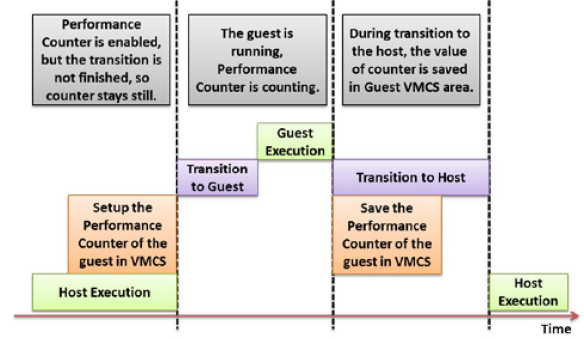 Performance
Counter is enabled,
but the transition is
not finished, so
counter stays still.
The guest is
running,
Performance
Counter is counting.
During transition to
the host, the value
of counter is saved
in Guest VMCS area.
Guest
Execution
Transition
to Guest
Transition to Host
Setup the
Performance
Counter of the
guest in VMCS
Save the
Performance
Counter of the
guest in VMCS
Host Execution
Host
Execution
Time